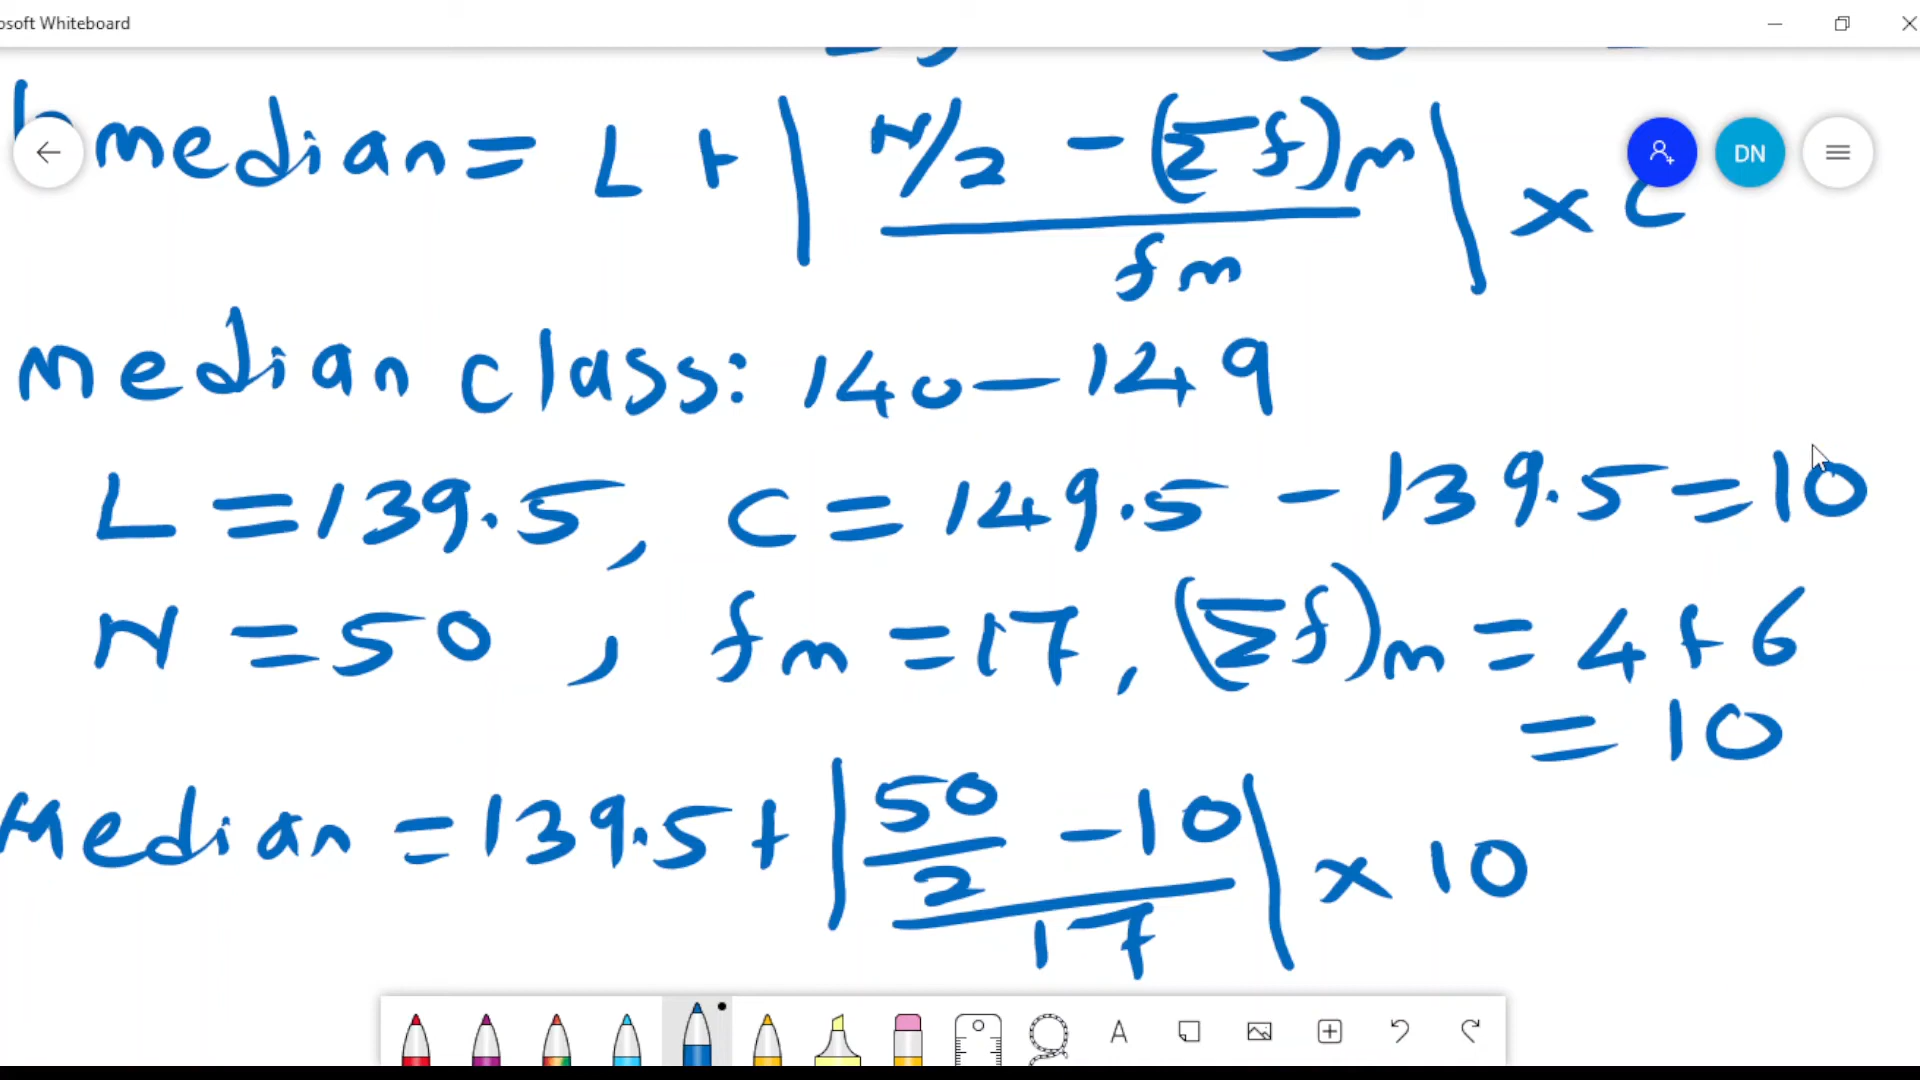 osoft Whiteboard
median = L + | N/2 - (Σf)m / fm | × C
DN
median class: 140 - 149
L = 139.5, C = 149.5 - 139.5 = 10
N = 50, fm = 17, (Σf)m = 4 + 6
= 10
Median = 139.5 + | 50/2 - 10 / 17 | × 10
A